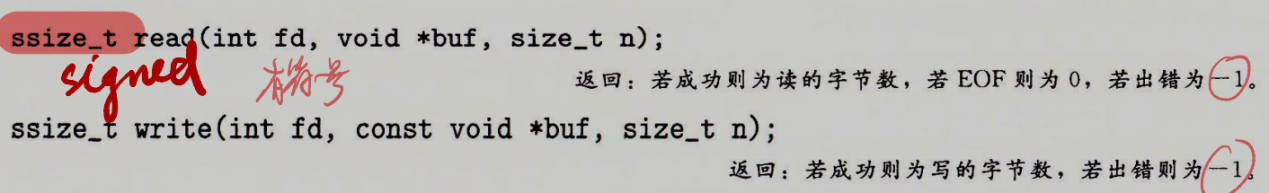 ssize_t read(int fd, void *buf, size_t n);
signed 有符号
返回：若成功则为读的字节数，若 EOF 则为 0，若出错为 -1。
ssize_t write(int fd, const void *buf, size_t n);
返回：若成功则为写的字节数，若出错则为 -1。